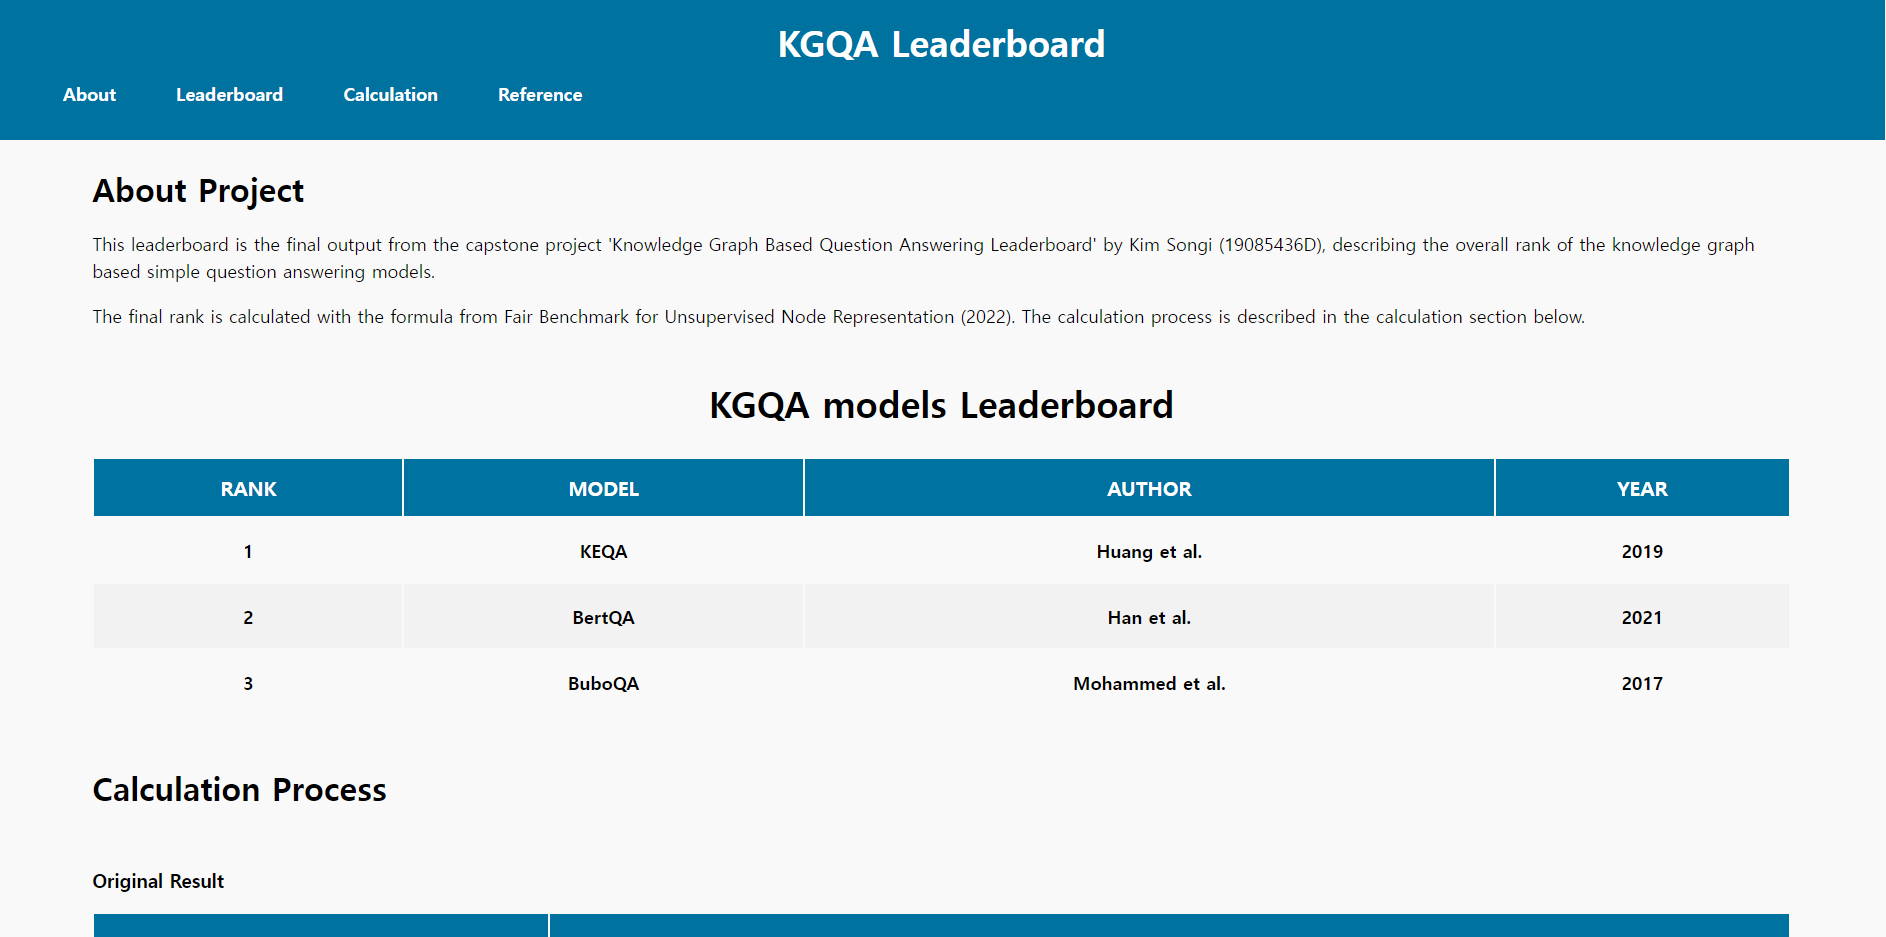 KGQA Leaderboard
About Leaderboard Calculation Reference
About Project
This leaderboard is the final output from the capstone project 'Knowledge Graph Based Question Answering Leaderboard' by Kim Songi (19085436D), describing the overall rank of the knowledge graph
based simple question answering models.
The final rank is calculated with the formula from Fair Benchmark for Unsupervised Node Representation (2022). The calculation process is described in the calculation section below.
KGQA models Leaderboard
RANK MODEL AUTHOR YEAR
1 KEQA Huang et al. 2019
2 BertQA Han et al. 2021
3 BuboQA Mohammed et al. 2017
Calculation Process
Original Result